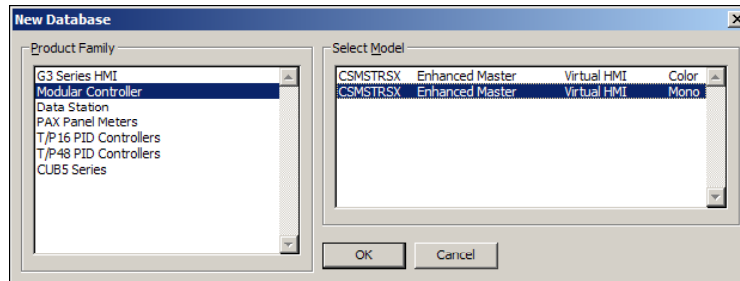 New Database
Product Family
G3 Series HMI
Modular Controller
Data Station
PAX Panel Meters
T/P16 PID Controllers
T/P48 PID Controllers
CUB5 Series
Select Model
CSMSTRSX Enhanced Master Virtual HMI Color
CSMSTRSX Enhanced Master Virtual HMI Mono
OK Cancel